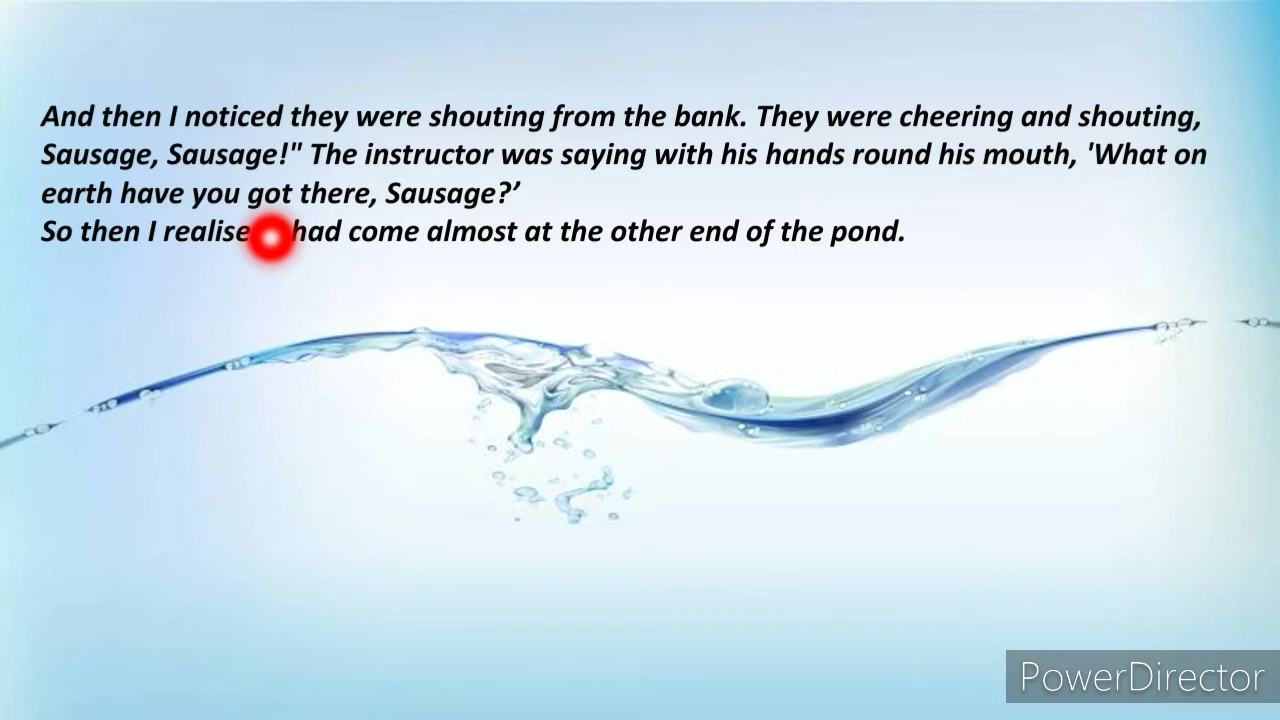 And then I noticed they were shouting from the bank. They were cheering and shouting,
Sausage, Sausage!" The instructor was saying with his hands round his mouth, 'What on
earth have you got there, Sausage?’
So then I realise had come almost at the other end of the pond.
PowerDirector